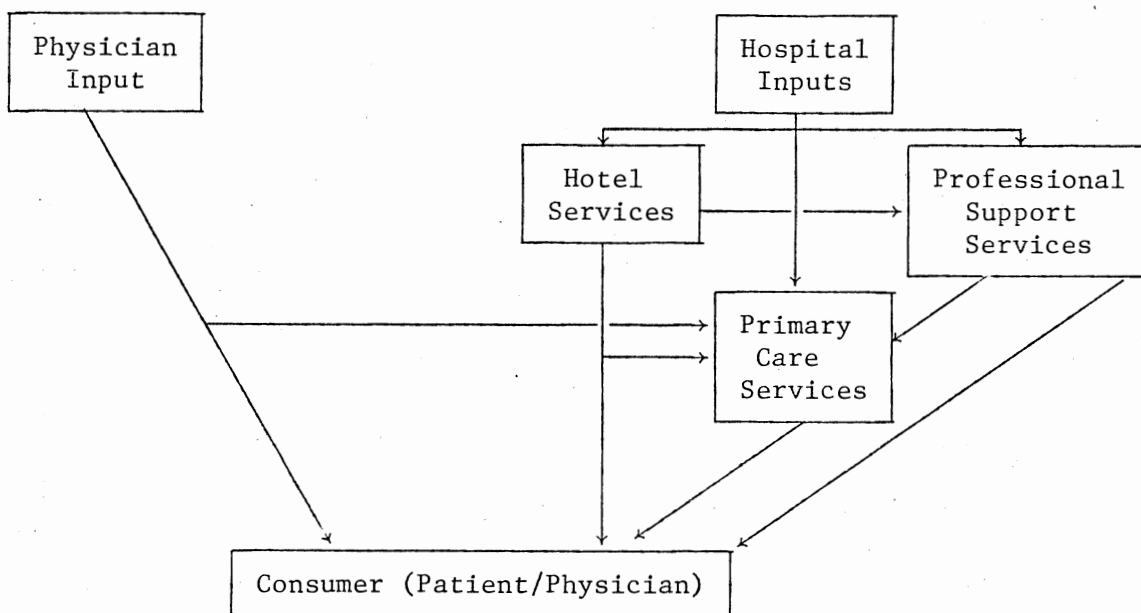 Physician
Input
Hospital
Inputs
Hotel
Services
Professional
Support
Services
Primary
Care
Services
Consumer (Patient/Physician)